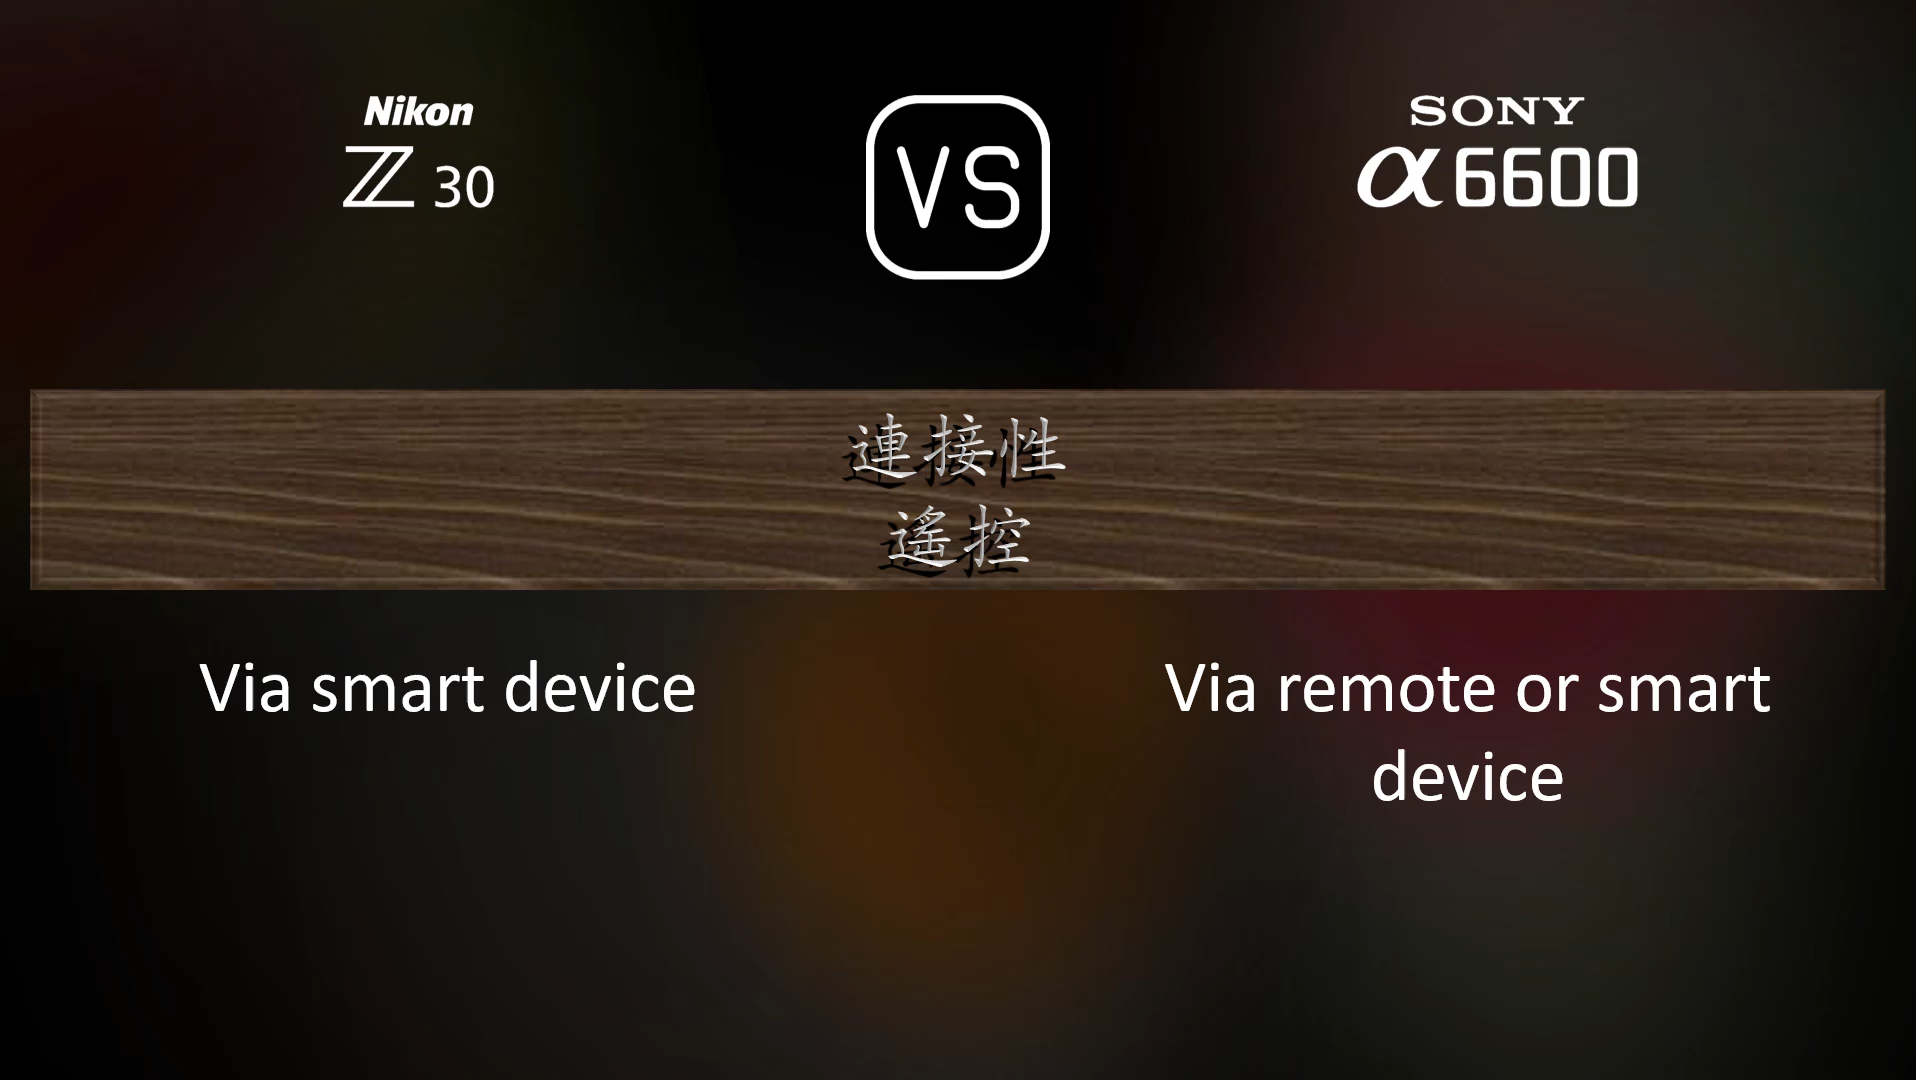 Nikon
Z 30
VS
SONY
α6600
連接性
遙控
Via smart device
Via remote or smart
device